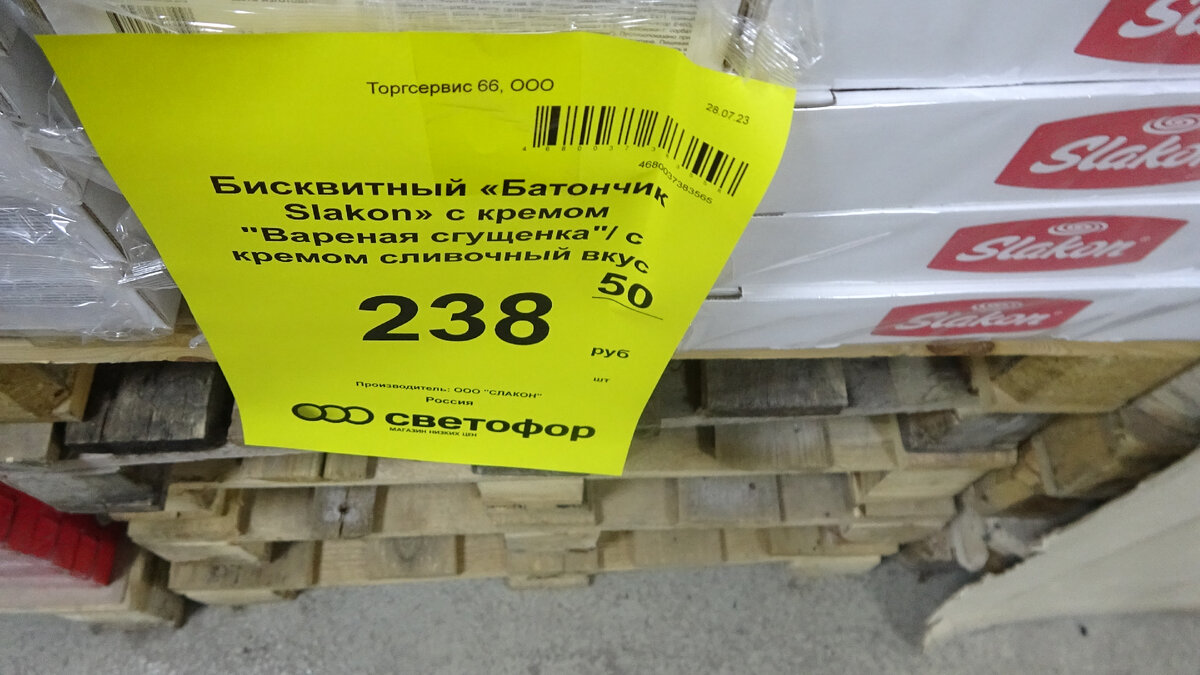 Торгсервис 66, ООО
28.07.23
4680037383565
Бисквитный «Батончик
Slakon» с кремом
"Вареная сгущенка"/ с
кремом сливочный вкус
238
50
руб
шт
Производитель: ООО "СЛАКОН"
Россия
светофор
МАГАЗИН НИЗКИХ ЦЕН
Slakon
Slakon
Slakon